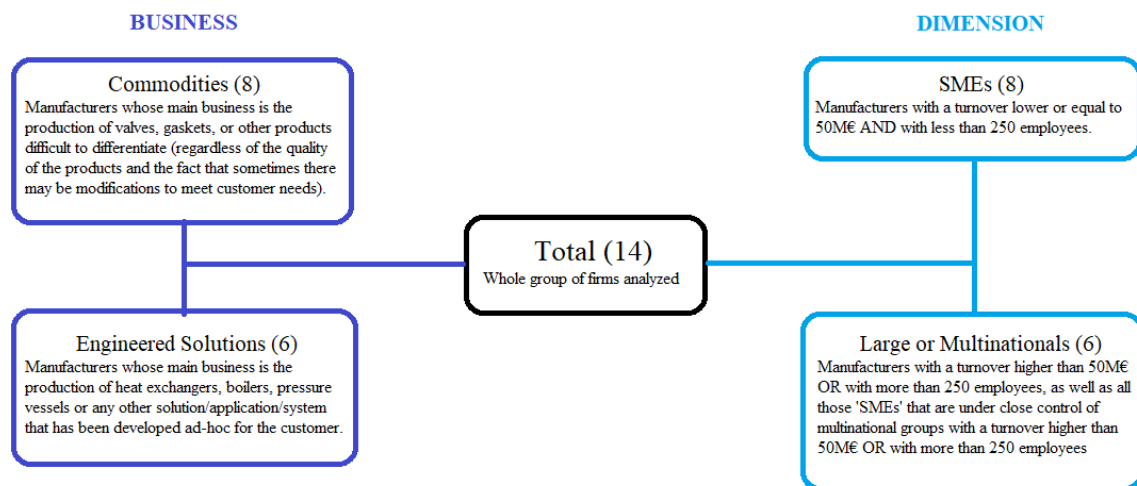 BUSINESS
Commodities (8)
Manufacturers whose main business is the
production of valves, gaskets, or other products
difficult to differentiate (regardless of the quality
of the products and the fact that sometimes there
may be modifications to meet customer needs).
Engineered Solutions (6)
Manufacturers whose main business is the
production of heat exchangers, boilers, pressure
vessels or any other solution/application/system
that has been developed ad-hoc for the customer.
Total (14)
Whole group of firms analyzed
DIMENSION
SMEs (8)
Manufacturers with a turnover lower or equal to
50M€ AND with less than 250 employees.
Large or Multinationals (6)
Manufacturers with a turnover higher than 50M€
OR with more than 250 employees, as well as all
those 'SMEs' that are under close control of
multinational groups with a turnover higher than
50M€ OR with more than 250 employees